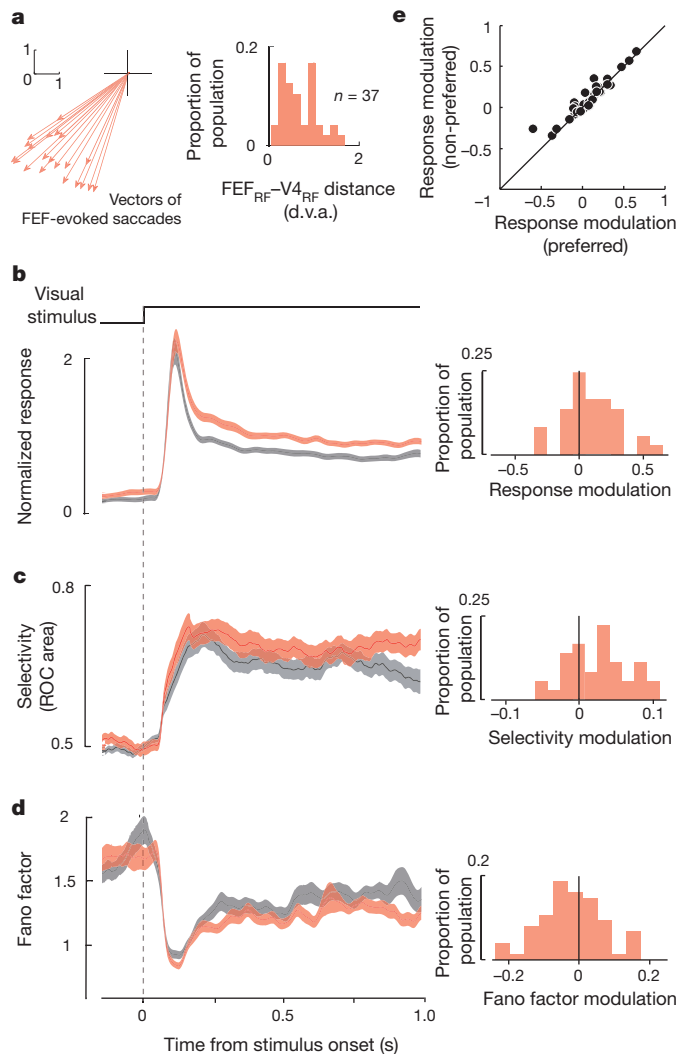 a
1
0
1
Vectors of
FEF-evoked saccades
Proportion of
population
0.2
n = 37
0
2
FEFRF–V4RF distance
(d.v.a.)
e
Response modulation
(non-preferred)
1
0.5
0
−0.5
−1
−0.5
0
0.5
1
Response modulation
(preferred)
b
Visual
stimulus
Normalized response
2
0
Proportion of
population
0.25
−0.5
0
0.5
Response modulation
c
Selectivity
(ROC area)
0.8
0.5
Proportion of
population
0.25
−0.1
0
0.1
Selectivity modulation
d
Fano factor
2
1.5
1
0
0.5
1.0
Time from stimulus onset (s)
Proportion of
population
0.2
−0.2
0
0.2
Fano factor modulation